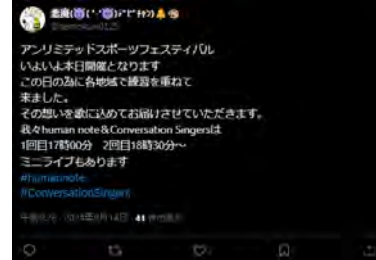 アンリミテッドスポーツフェスティバル
いよいよ本日開催となります
この日の為に各地域で練習を重ねて
来ました。
その想いを歌に込めてお届けさせていただきます。
我々human note&Conversation Singersは
1回目17時00分 2回目18時30分〜
ミニライブもあります
#humannote
#ConversationSingers